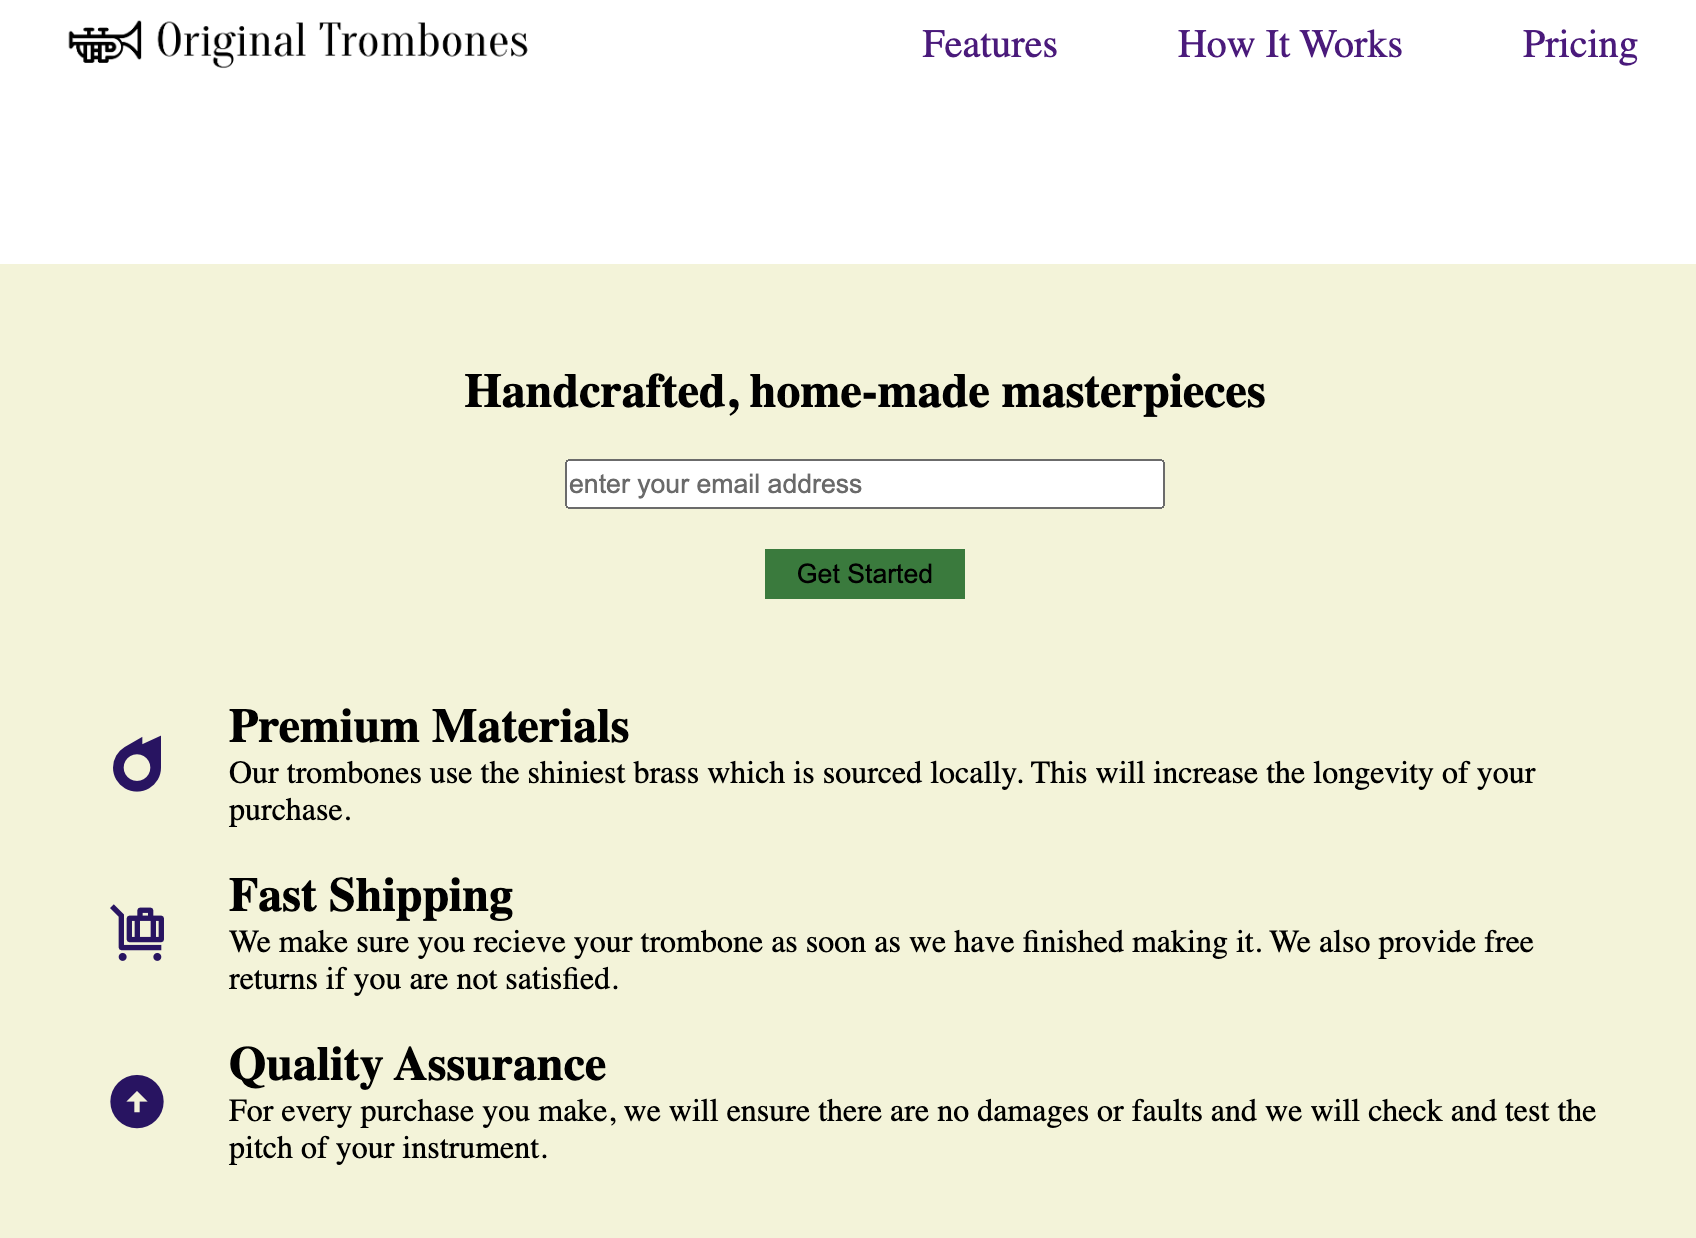 Original Trombones
Features
How It Works
Pricing
Handcrafted, home-made masterpieces
enter your email address
Get Started
Premium Materials
Our trombones use the shiniest brass which is sourced locally. This will increase the longevity of your
purchase.
Fast Shipping
We make sure you recieve your trombone as soon as we have finished making it. We also provide free
returns if you are not satisfied.
Quality Assurance
For every purchase you make, we will ensure there are no damages or faults and we will check and test the
pitch of your instrument.